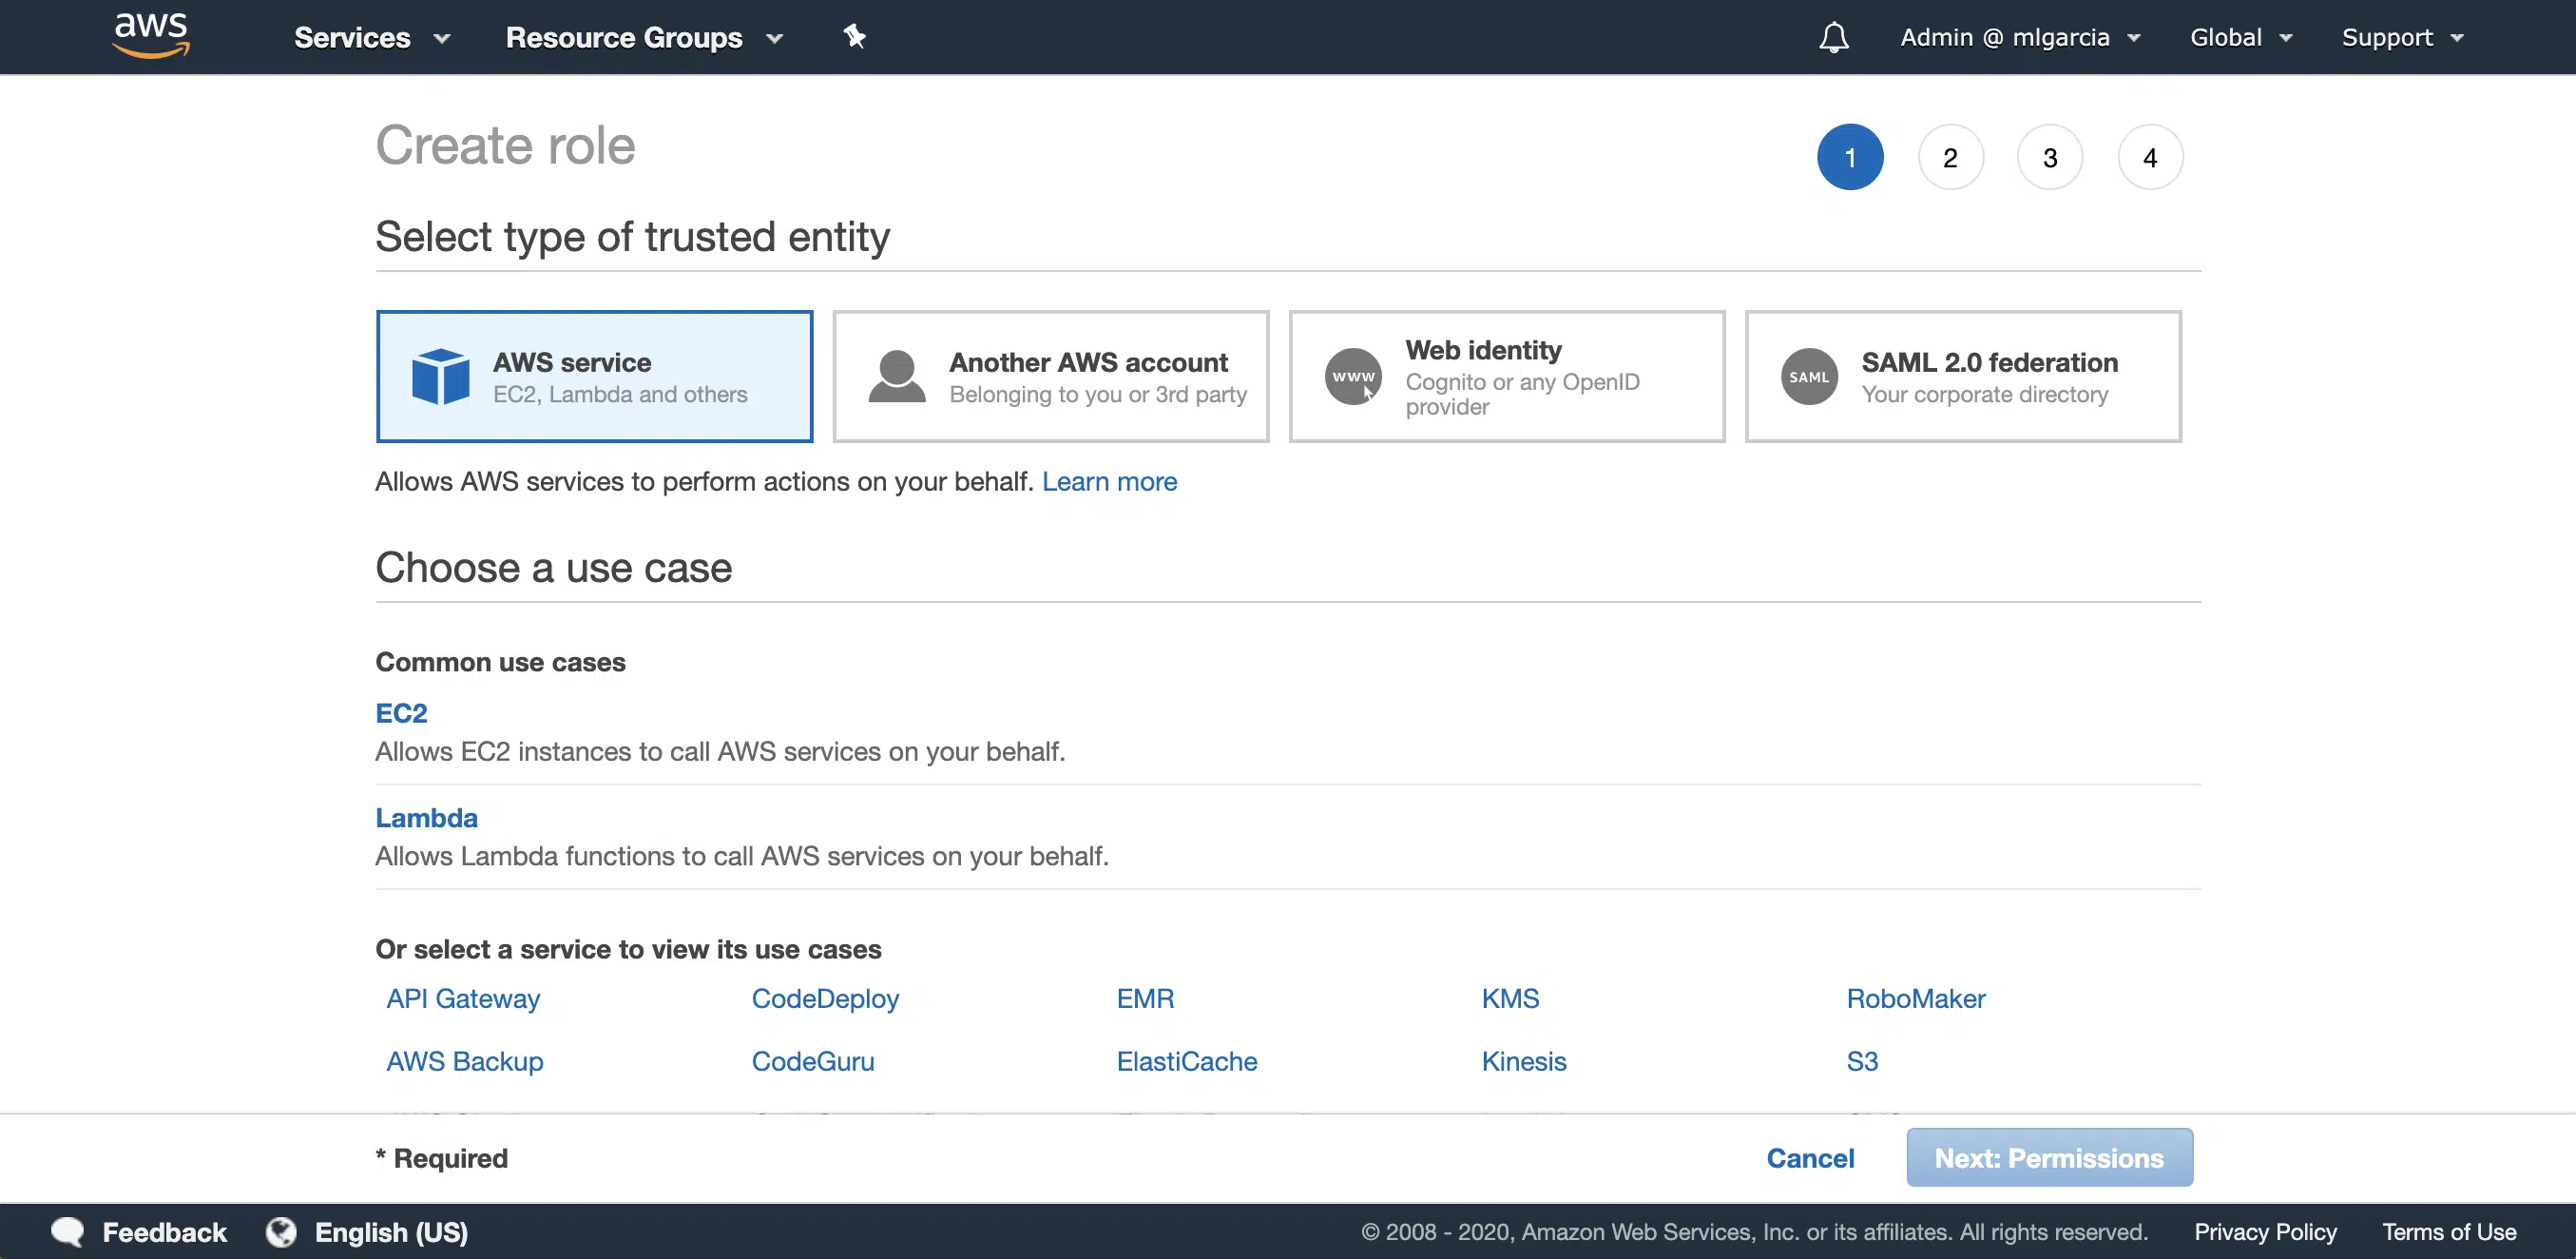 aws
Services
Resource Groups
Admin @ mlgarcia
Global
Support
Create role
1
2
3
4
Select type of trusted entity
AWS service
EC2, Lambda and others
Another AWS account
Belonging to you or 3rd party
www
Web identity
Cognito or any OpenID
provider
SAML
SAML 2.0 federation
Your corporate directory
Allows AWS services to perform actions on your behalf. Learn more
Choose a use case
Common use cases
EC2
Allows EC2 instances to call AWS services on your behalf.
Lambda
Allows Lambda functions to call AWS services on your behalf.
Or select a service to view its use cases
API Gateway
CodeDeploy
EMR
KMS
RoboMaker
AWS Backup
CodeGuru
ElastiCache
Kinesis
S3
* Required
Cancel
Next: Permissions
Feedback
English (US)
© 2008 - 2020, Amazon Web Services, Inc. or its affiliates. All rights reserved.
Privacy Policy
Terms of Use